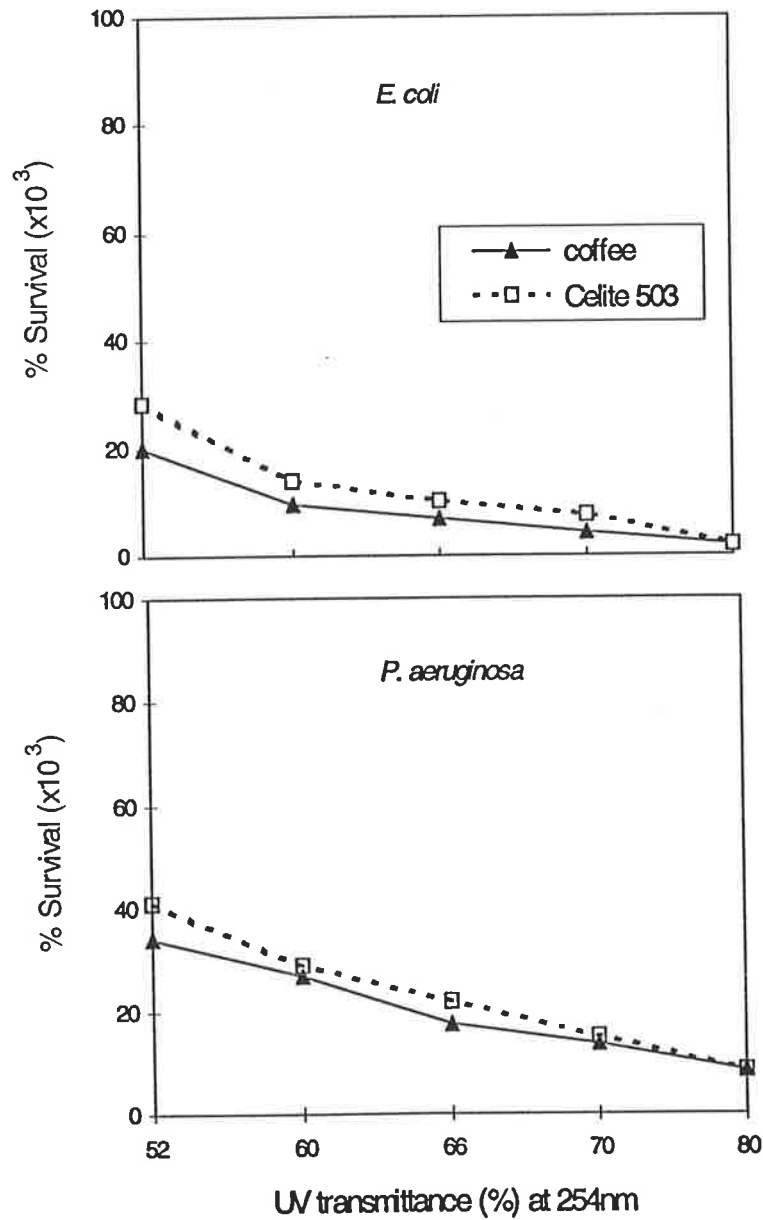 100
E. coli
80
% Survival (x10³)
60
coffee
Celite 503
40
20
0
100
P. aeruginosa
80
% Survival (x10³)
60
40
20
0
52 60 66 70 80
UV transmittance (%) at 254nm